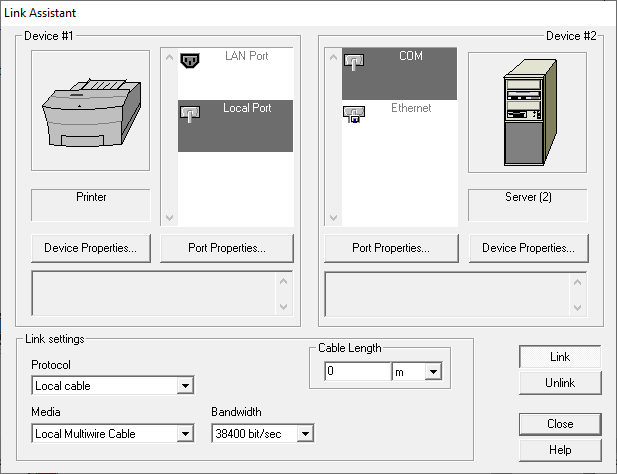 Link Assistant
Device #1
Device #2
LAN Port
Local Port
COM
Ethernet
Printer
Server (2)
Device Properties...
Port Properties...
Port Properties...
Device Properties...
Link settings
Protocol
Local cable
Cable Length
0
m
Media
Local Multiwire Cable
Bandwidth
38400 bit/sec
Link
Unlink
Close
Help